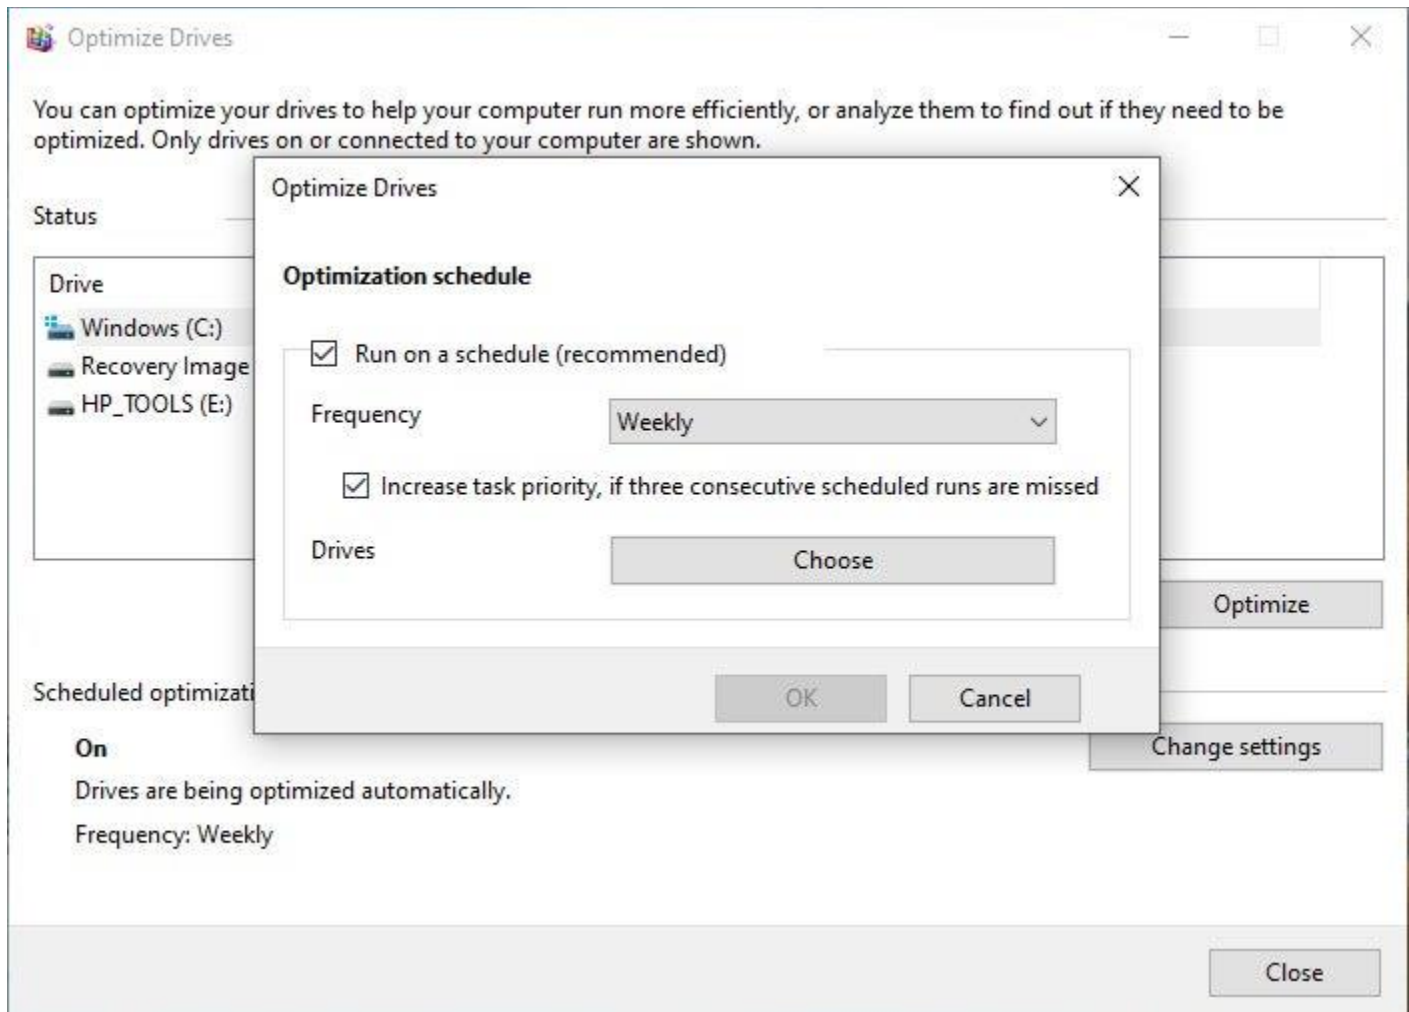 Optimize Drives
You can optimize your drives to help your computer run more efficiently, or analyze them to find out if they need to be
optimized. Only drives on or connected to your computer are shown.
Status
Drive
Windows (C:)
Recovery Image
HP_TOOLS (E:)
Optimize Drives
Optimization schedule
Run on a schedule (recommended)
Frequency
Weekly
Increase task priority, if three consecutive scheduled runs are missed
Drives
Choose
OK
Cancel
Optimize
Scheduled optimizati
On
Change settings
Drives are being optimized automatically.
Frequency: Weekly
Close